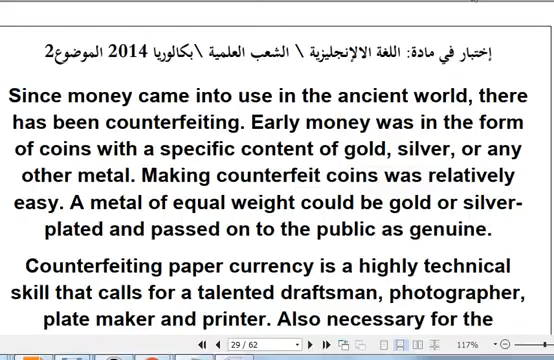 إختبار في مادة: اللغة الالإنجليزية \ الشعب العلمية \بكالوريا 2014 الموضوع2
Since money came into use in the ancient world, there
has been counterfeiting. Early money was in the form
of coins with a specific content of gold, silver, or any
other metal. Making counterfeit coins was relatively
easy. A metal of equal weight could be gold or silver-
plated and passed on to the public as genuine.
Counterfeiting paper currency is a highly technical
skill that calls for a talented draftsman, photographer,
plate maker and printer. Also necessary for the
29 / 62
117%